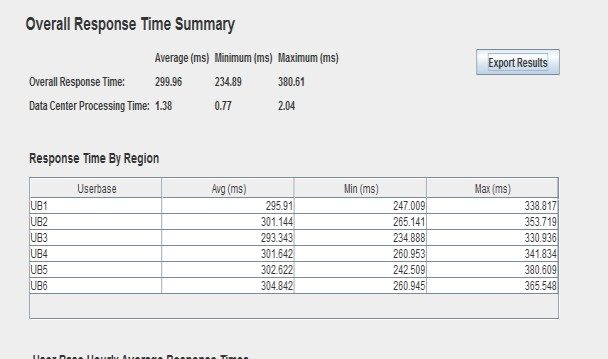 Overall Response Time Summary
Average (ms) Minimum (ms) Maximum (ms)
Export Results
Overall Response Time: 299.96 234.89 380.61
Data Center Processing Time: 1.38 0.77 2.04
Response Time By Region
Userbase Avg (ms) Min (ms) Max (ms)
UB1 295.91 247.009 338.817
UB2 301.144 265.141 353.719
UB3 293.343 234.888 330.936
UB4 301.642 260.953 341.834
UB5 302.622 242.509 380.609
UB6 304.842 260.945 365.548
User Base Hourly Average Response Times